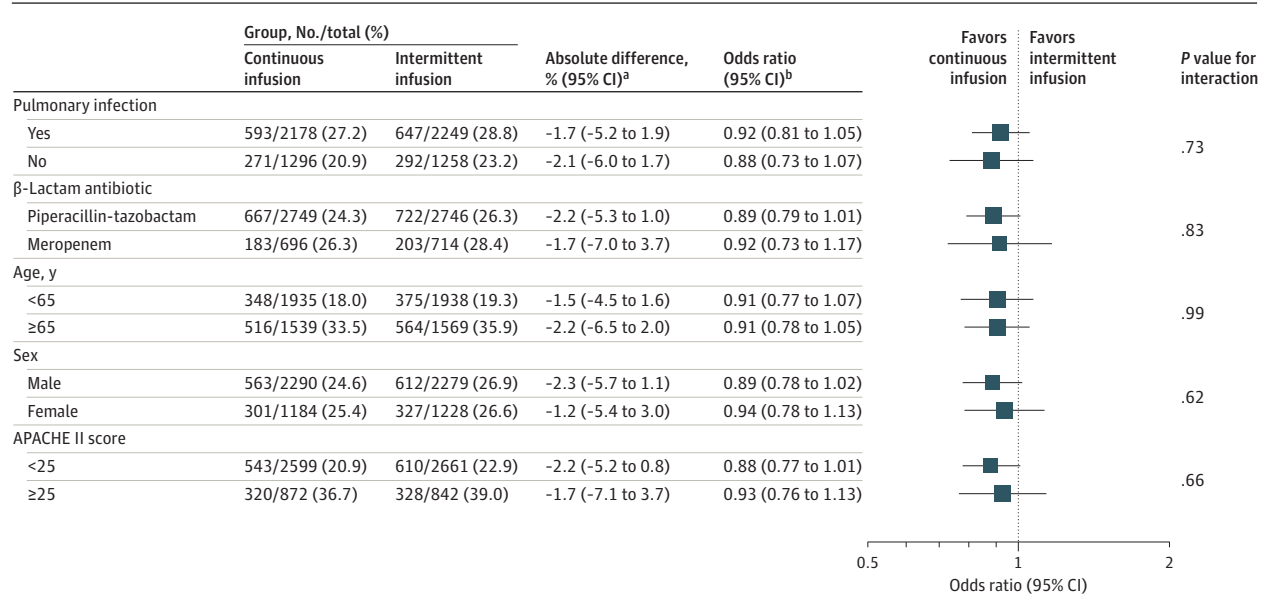 Group, No./total (%)
Continuous infusion Intermittent infusion Absolute difference, % (95% CI)a Odds ratio (95% CI)b Favors continuous infusion Favors intermittent infusion P value for interaction
Pulmonary infection
Yes 593/2178 (27.2) 647/2249 (28.8) -1.7 (-5.2 to 1.9) 0.92 (0.81 to 1.05)
.73
No 271/1296 (20.9) 292/1258 (23.2) -2.1 (-6.0 to 1.7) 0.88 (0.73 to 1.07)
β-Lactam antibiotic
Piperacillin-tazobactam 667/2749 (24.3) 722/2746 (26.3) -2.2 (-5.3 to 1.0) 0.89 (0.79 to 1.01)
.83
Meropenem 183/696 (26.3) 203/714 (28.4) -1.7 (-7.0 to 3.7) 0.92 (0.73 to 1.17)
Age, y
<65 348/1935 (18.0) 375/1938 (19.3) -1.5 (-4.5 to 1.6) 0.91 (0.77 to 1.07)
.99
≥65 516/1539 (33.5) 564/1569 (35.9) -2.2 (-6.5 to 2.0) 0.91 (0.78 to 1.05)
Sex
Male 563/2290 (24.6) 612/2279 (26.9) -2.3 (-5.7 to 1.1) 0.89 (0.78 to 1.02)
.62
Female 301/1184 (25.4) 327/1228 (26.6) -1.2 (-5.4 to 3.0) 0.94 (0.78 to 1.13)
APACHE II score
<25 543/2599 (20.9) 610/2661 (22.9) -2.2 (-5.2 to 0.8) 0.88 (0.77 to 1.01)
.66
≥25 320/872 (36.7) 328/842 (39.0) -1.7 (-7.1 to 3.7) 0.93 (0.76 to 1.13)
0.5 1 2
Odds ratio (95% CI)